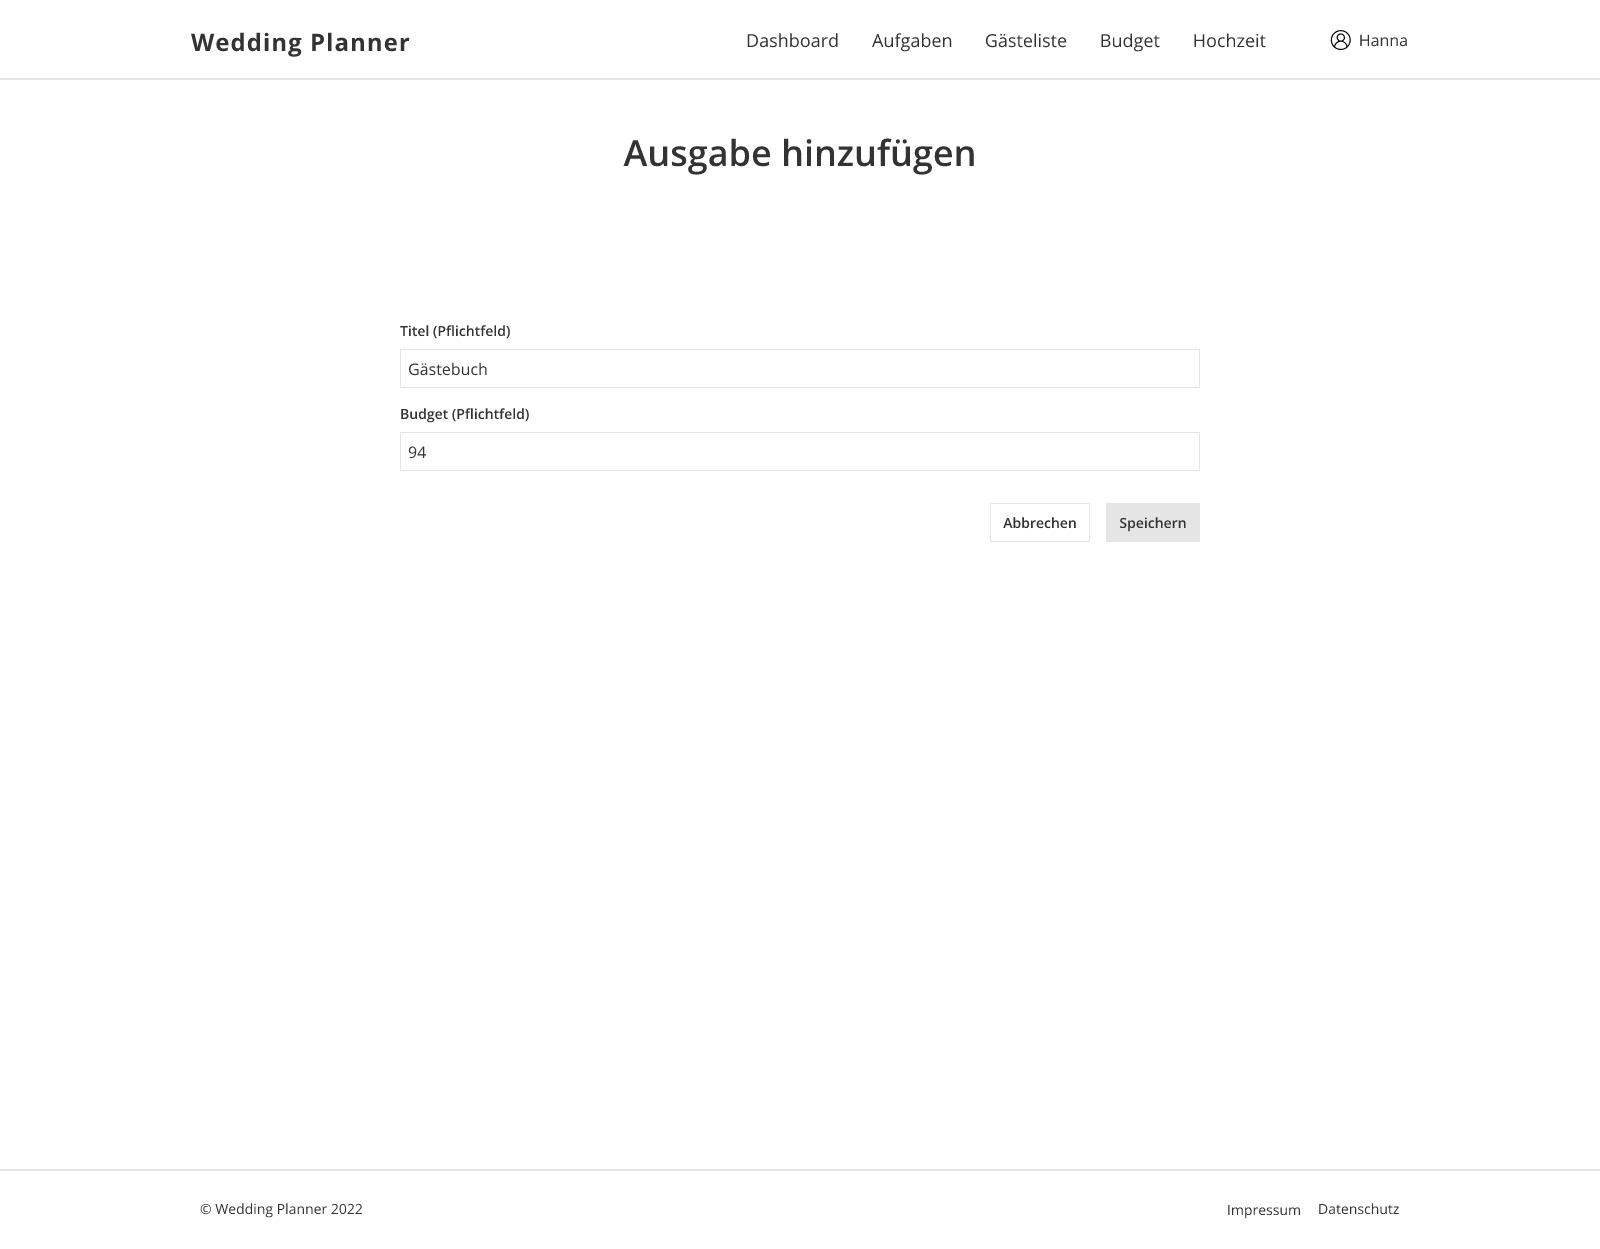 Wedding Planner
Dashboard Aufgaben Gästeliste Budget Hochzeit Hanna
Ausgabe hinzufügen
Titel (Pflichtfeld)
Gästebuch
Budget (Pflichtfeld)
94
Abbrechen Speichern
© Wedding Planner 2022
Impressum Datenschutz